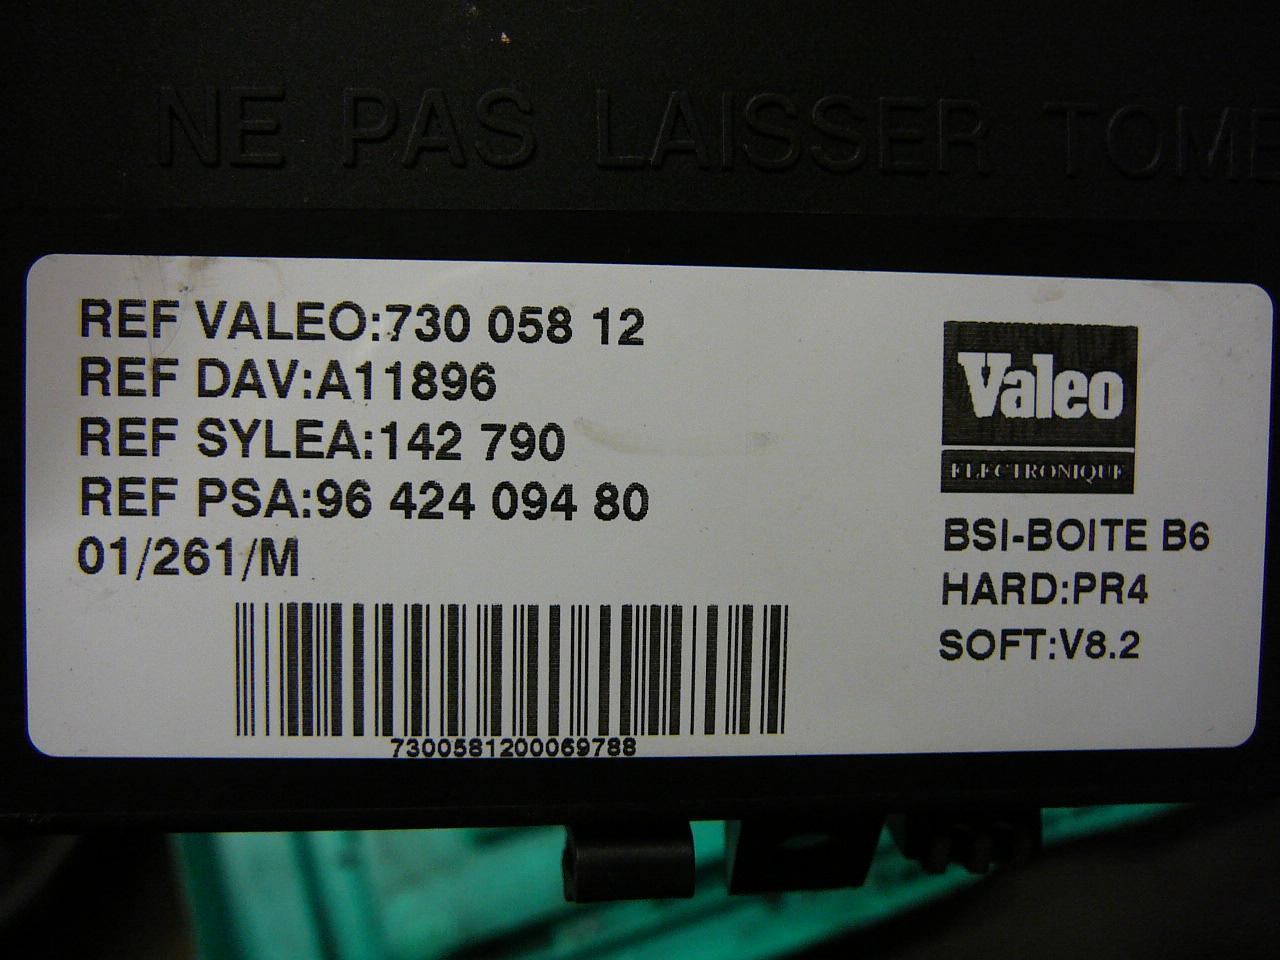 NE PAS LAISSER TOMBE
REF VALEO:730 058 12
REF DAV:A11896
REF SYLEA:142 790
REF PSA:96 424 094 80
01/261/M
7300581200069788
Valeo
ELECTRONIQUE
BSI-BOITE B6
HARD:PR4
SOFT:V8.2